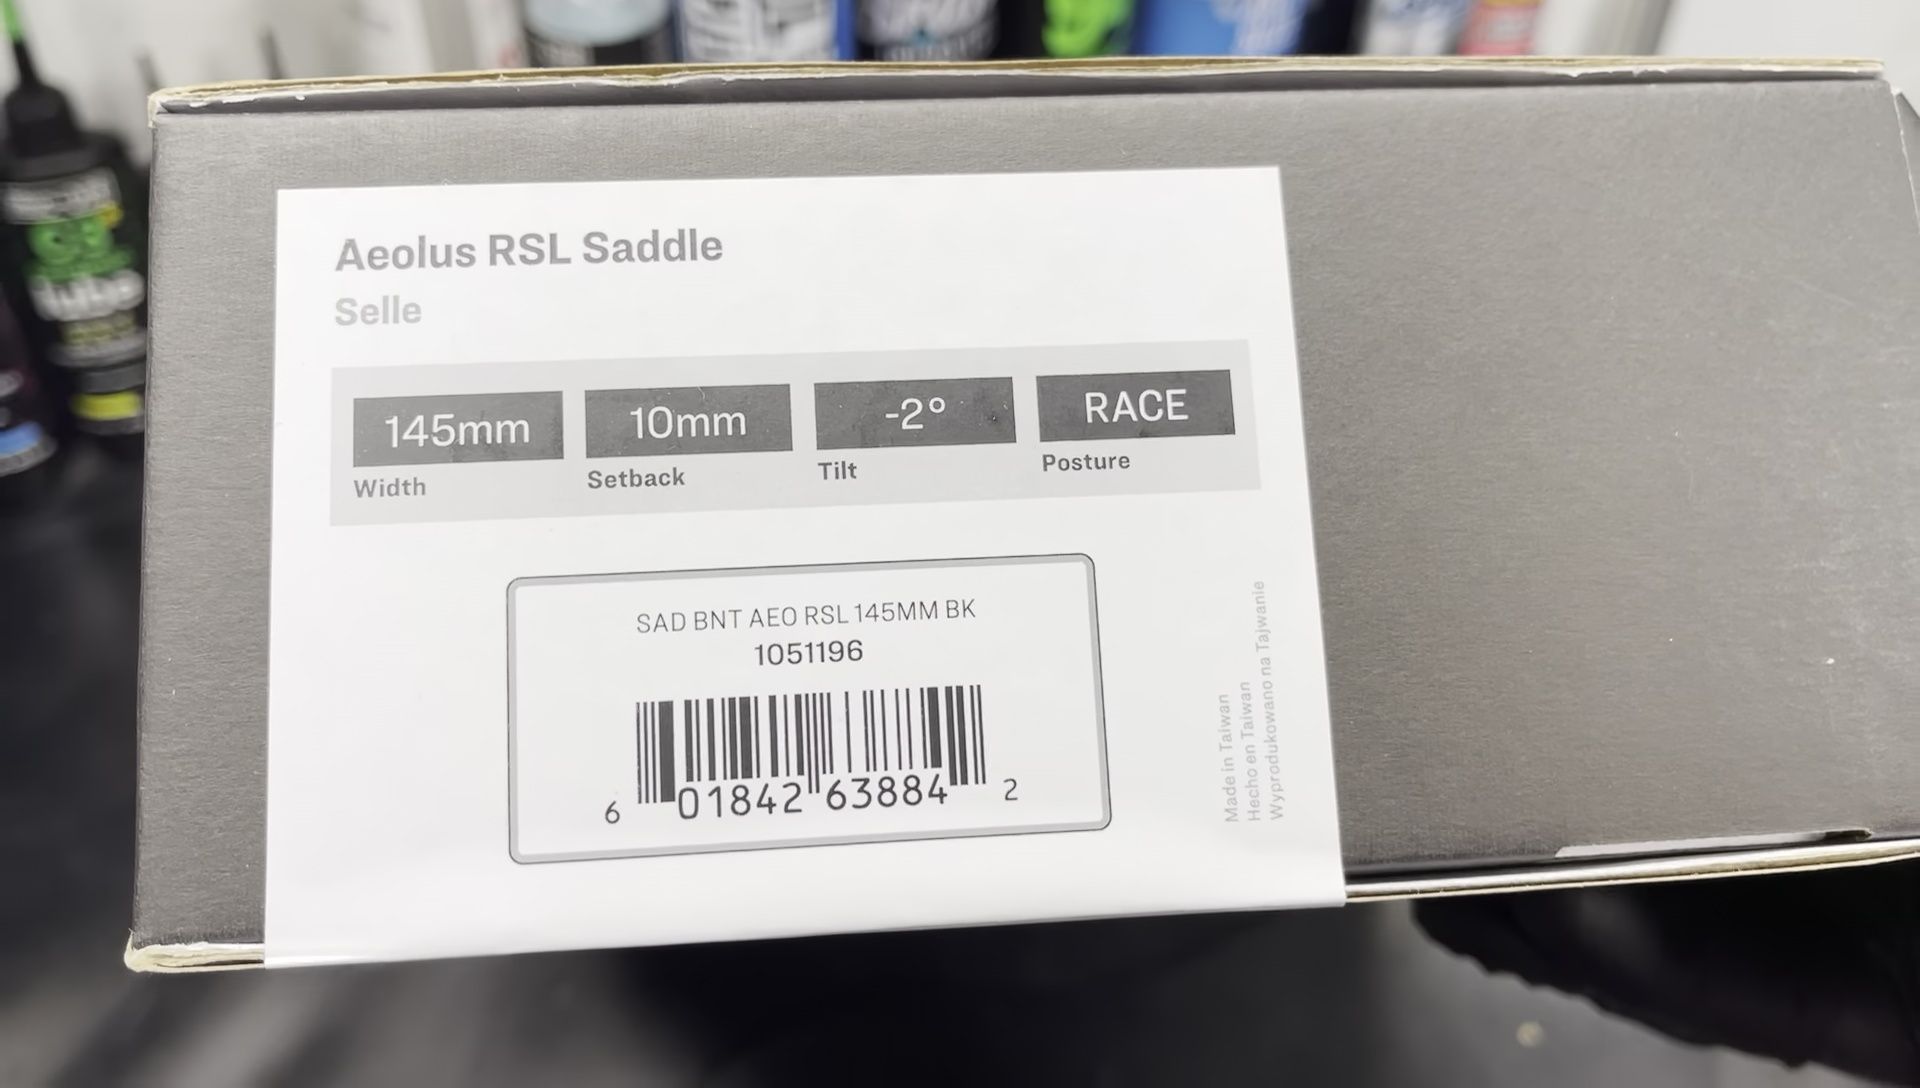 Aeolus RSL Saddle
Selle
145mm
Width
10mm
Setback
-2°
Tilt
RACE
Posture
SAD BNT AEO RSL 145MM BK
1051196
6 01842 63884 2
Made in Taiwan
Hecho en Taiwan
Wyprodukowano na Tajwanie
lube